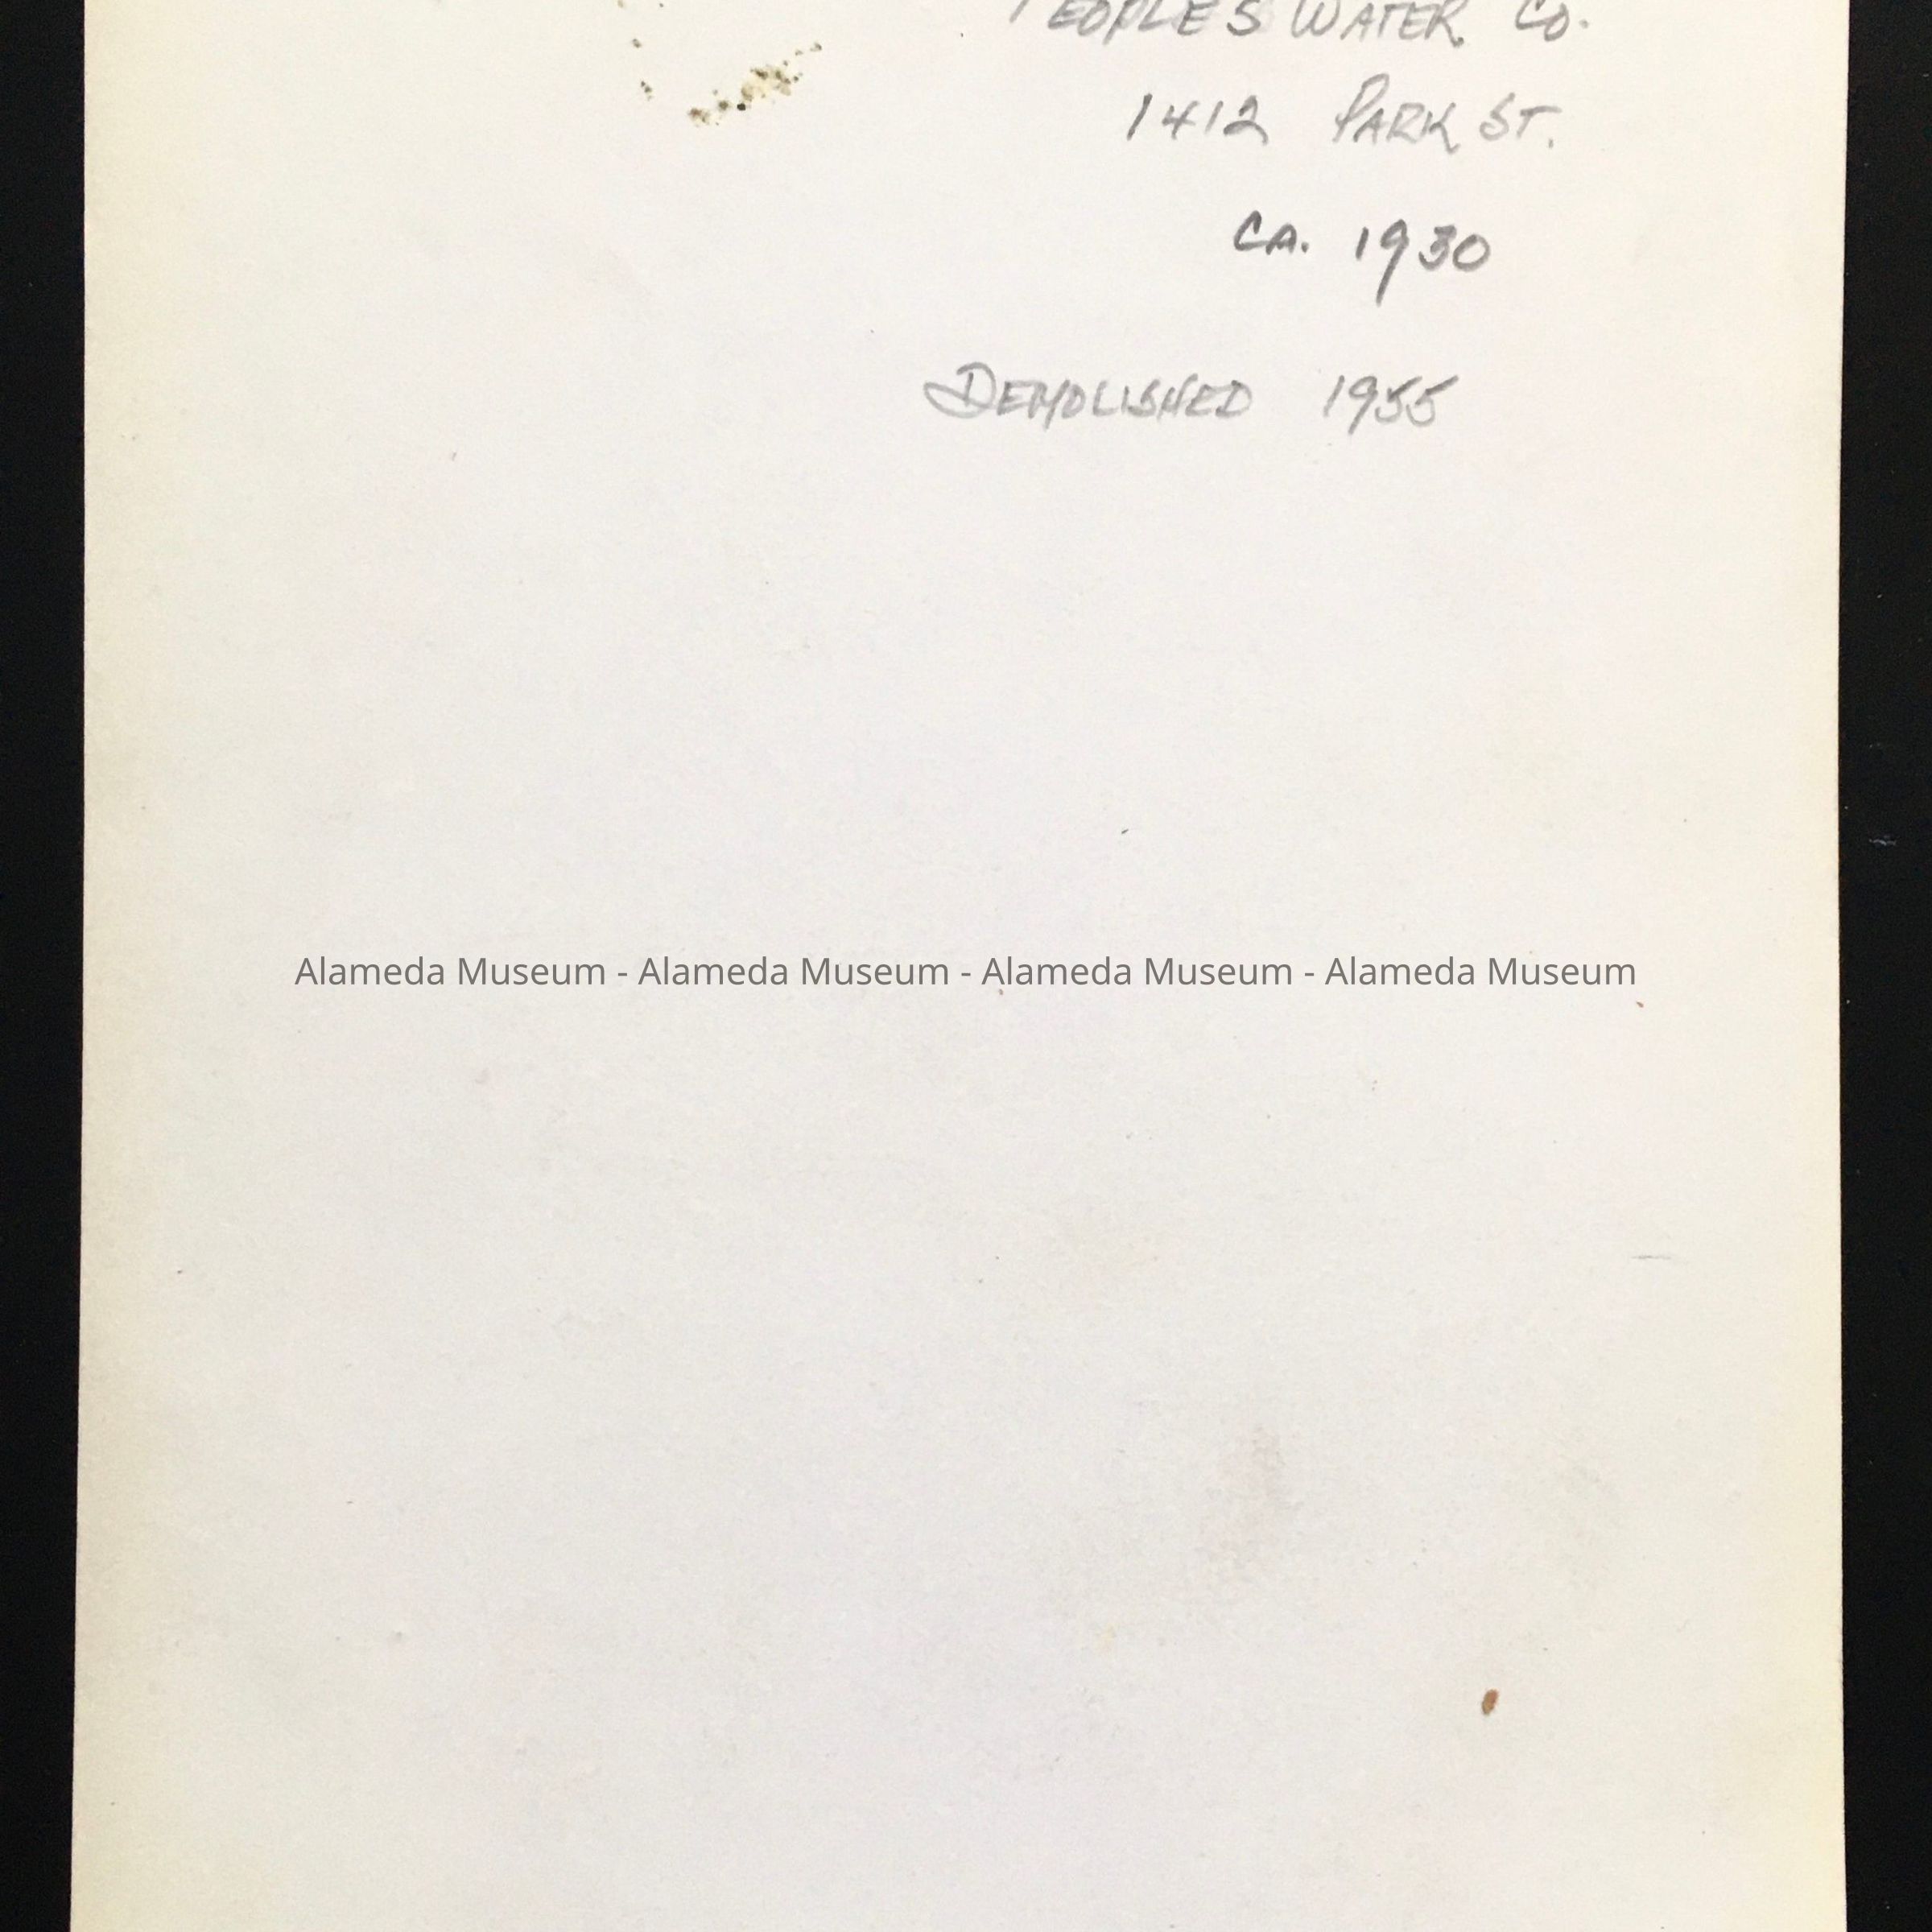 PEOPLE'S WATER CO.
1412 PARK ST.
CA. 1930
DEMOLISHED 1955
Alameda Museum - Alameda Museum - Alameda Museum - Alameda Museum